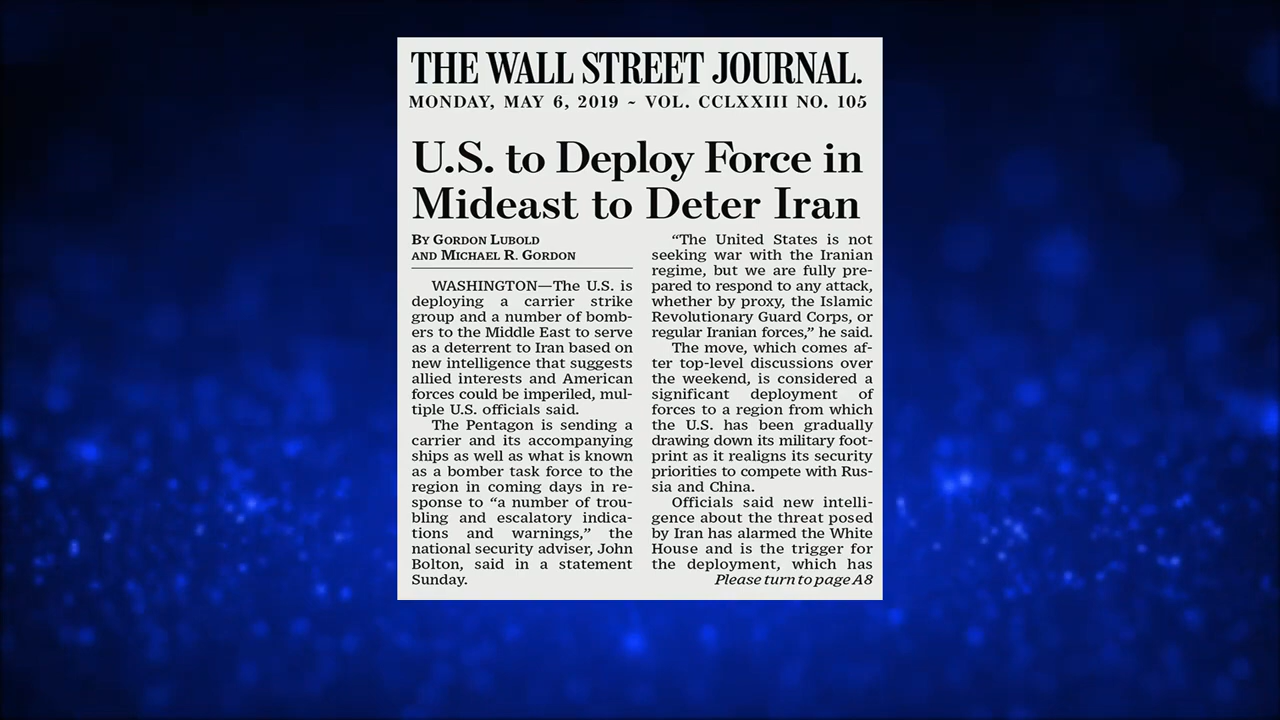 THE WALL STREET JOURNAL.
MONDAY, MAY 6, 2019 ~ VOL. CCLXXIII NO. 105
U.S. to Deploy Force in
Mideast to Deter Iran
BY GORDON LUBOLD
AND MICHAEL R. GORDON
WASHINGTON—The U.S. is
deploying a carrier strike
group and a number of bomb-
ers to the Middle East to serve
as a deterrent to Iran based on
new intelligence that suggests
allied interests and American
forces could be imperiled, mul-
tiple U.S. officials said.
The Pentagon is sending a
carrier and its accompanying
ships as well as what is known
as a bomber task force to the
region in coming days in re-
sponse to “a number of trou-
bling and escalatory indica-
tions and warnings,” the
national security adviser, John
Bolton, said in a statement
Sunday.
“The United States is not
seeking war with the Iranian
regime, but we are fully pre-
pared to respond to any attack,
whether by proxy, the Islamic
Revolutionary Guard Corps, or
regular Iranian forces,” he said.
The move, which comes af-
ter top-level discussions over
the weekend, is considered a
significant deployment of
forces to a region from which
the U.S. has been gradually
drawing down its military foot-
print as it realigns its security
priorities to compete with Rus-
sia and China.
Officials said new intelli-
gence about the threat posed
by Iran has alarmed the White
House and is the trigger for
the deployment, which has
Please turn to page A8